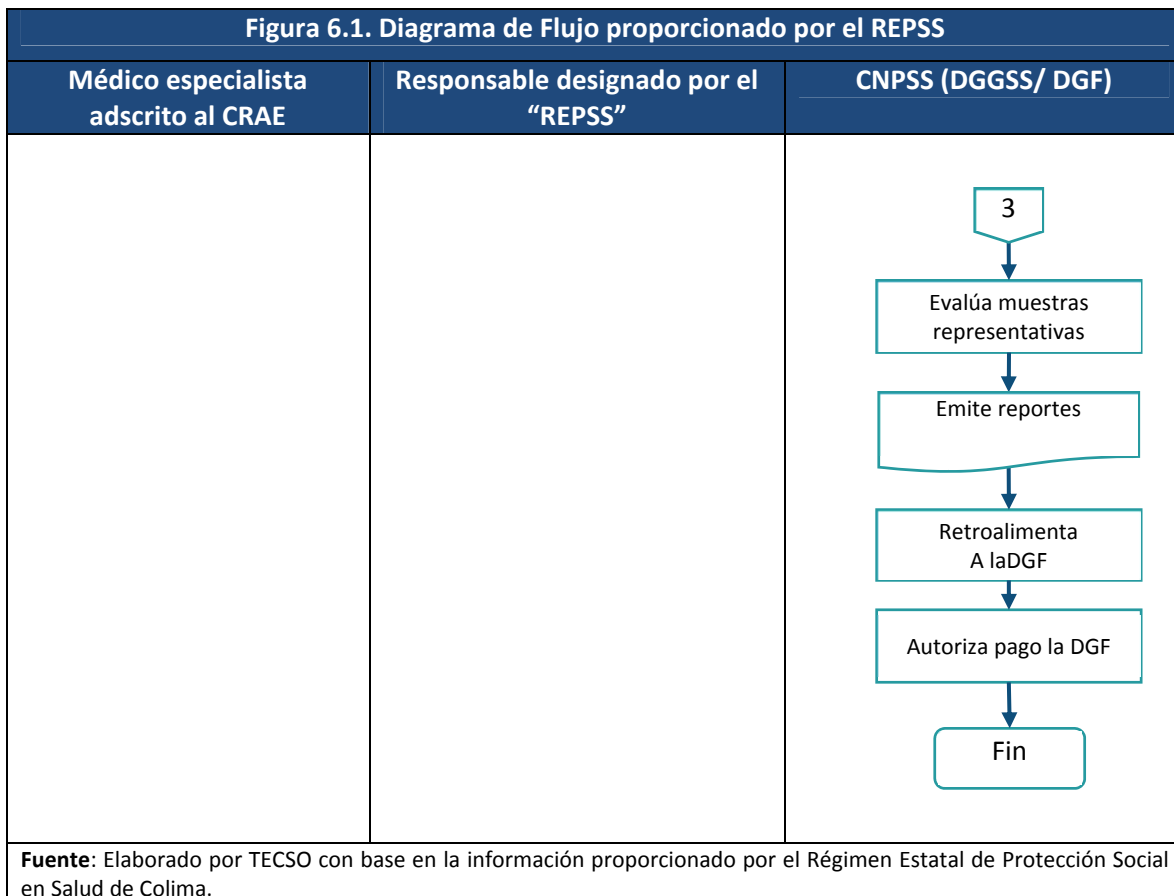 Figura 6.1. Diagrama de Flujo proporcionado por el REPSS
Médico especialista
adscrito al CRAE
Responsable designado por el
“REPSS”
CNPSS (DGGSS/ DGF)
3
Evalúa muestras
representativas
Emite reportes
Retroalimenta
A laDGF
Autoriza pago la DGF
Fin
Fuente: Elaborado por TECSO con base en la información proporcionado por el Régimen Estatal de Protección Social
en Salud de Colima.